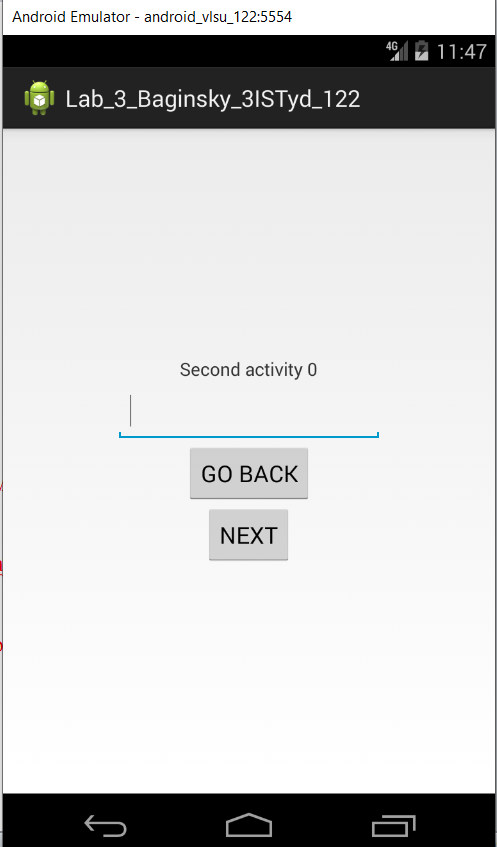 Android Emulator - android_vlsu_122:5554
4G 11:47
Lab_3_Baginsky_3ISTyd_122
Second activity 0
GO BACK
NEXT